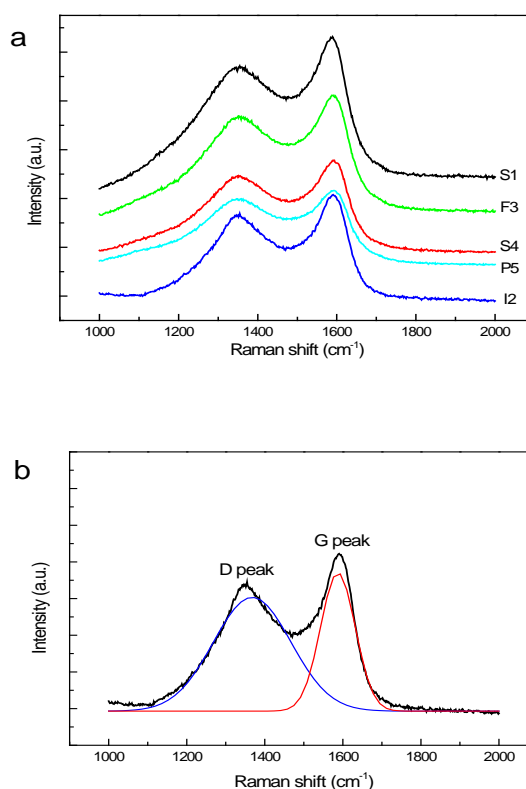 a
Intensity (a.u.)
S1
F3
S4
P5
I2
1000 1200 1400 1600 1800 2000
Raman shift (cm⁻¹)
b
Intensity (a.u.)
D peak
G peak
1000 1200 1400 1600 1800 2000
Raman shift (cm⁻¹)